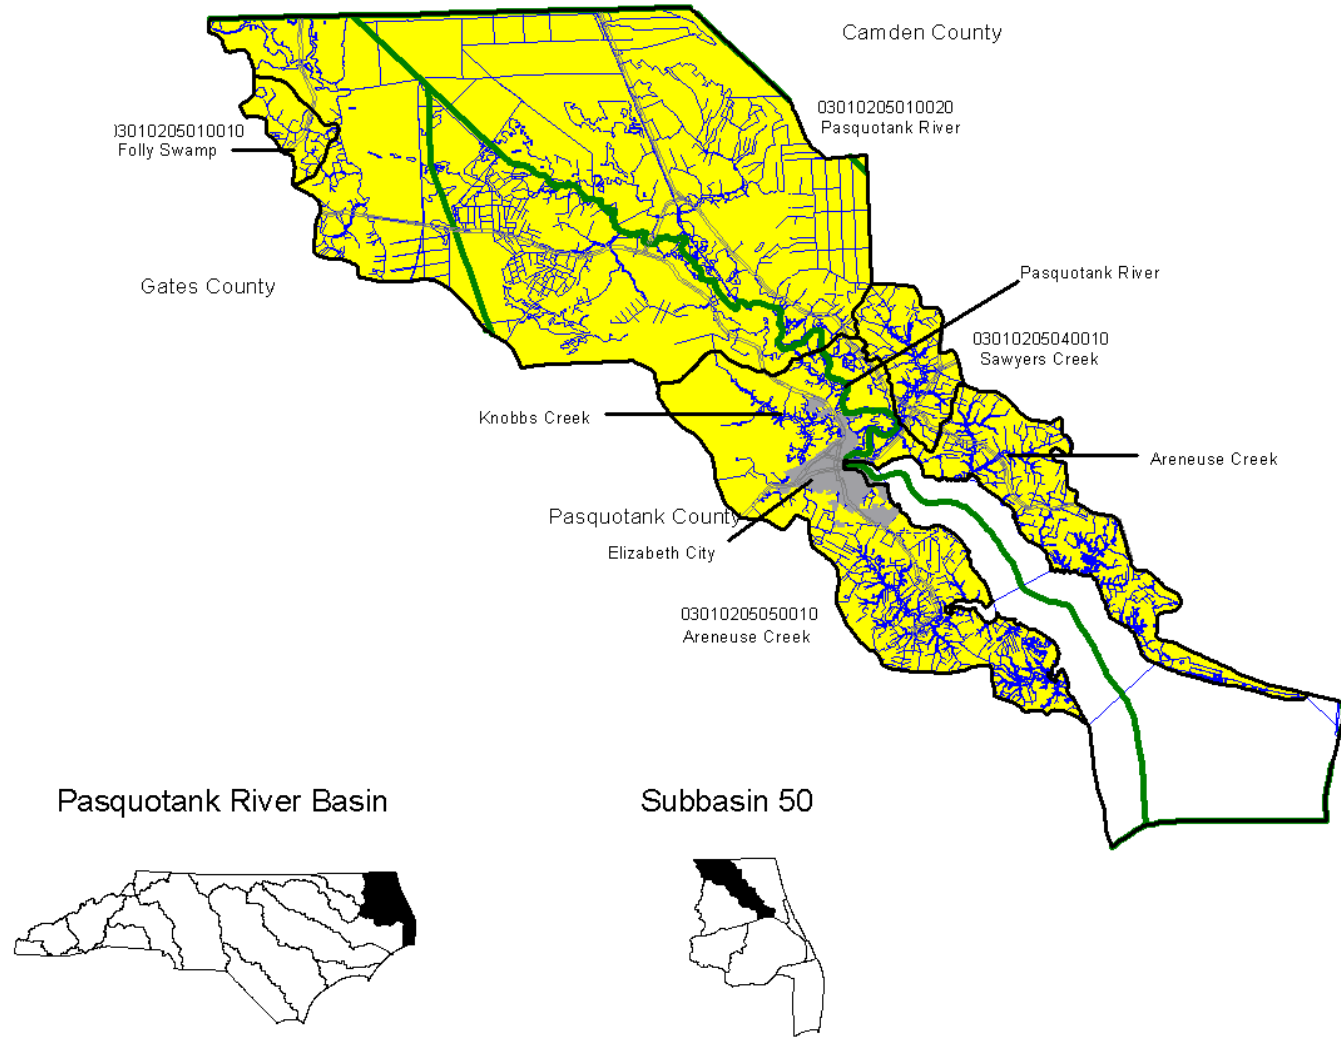 Camden County
03010205010020
Pasquotank River
03010205010010
Folly Swamp
Gates County
Pasquotank River
03010205040010
Sawyers Creek
Knobbs Creek
Areneuse Creek
Pasquotank County
Elizabeth City
03010205050010
Areneuse Creek
Pasquotank River Basin
Subbasin 50